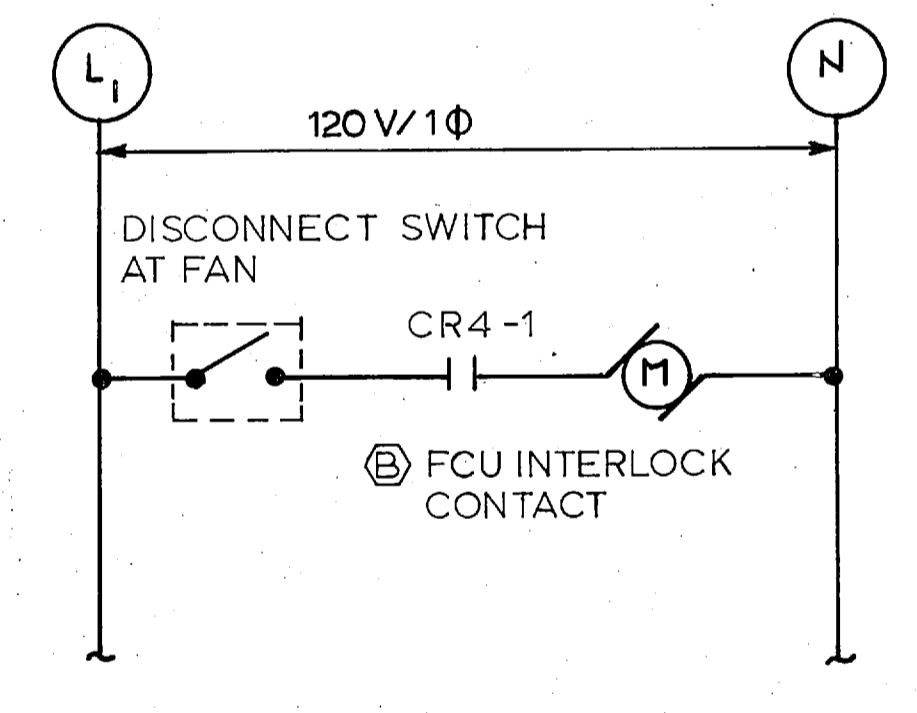 L1
N
120 V/ 1Φ
DISCONNECT SWITCH
AT FAN
CR4-1
M
B FCU INTERLOCK
CONTACT